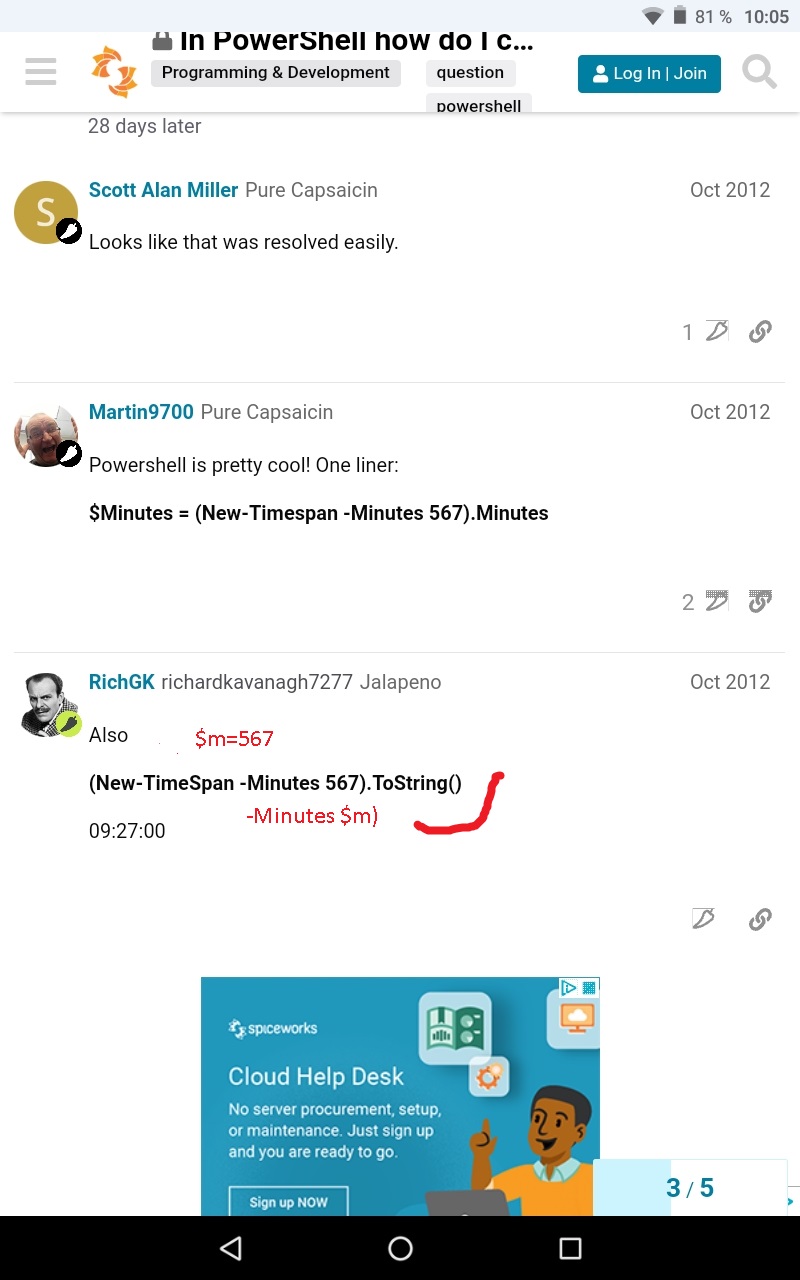 81 % 10:05
In PowerShell how do I c...
Programming & Development question
powershell
Log In | Join
28 days later
S
Scott Alan Miller Pure Capsaicin Oct 2012
Looks like that was resolved easily.
1
Martin9700 Pure Capsaicin Oct 2012
Powershell is pretty cool! One liner:
$Minutes = (New-Timespan -Minutes 567).Minutes
2
RichGK richardkavanagh7277 Jalapeno Oct 2012
Also $m=567
(New-TimeSpan -Minutes 567).ToString()
-Minutes $m)
09:27:00
spiceworks
Cloud Help Desk
No server procurement, setup,
or maintenance. Just sign up
and you are ready to go.
Sign up NOW
3 / 5